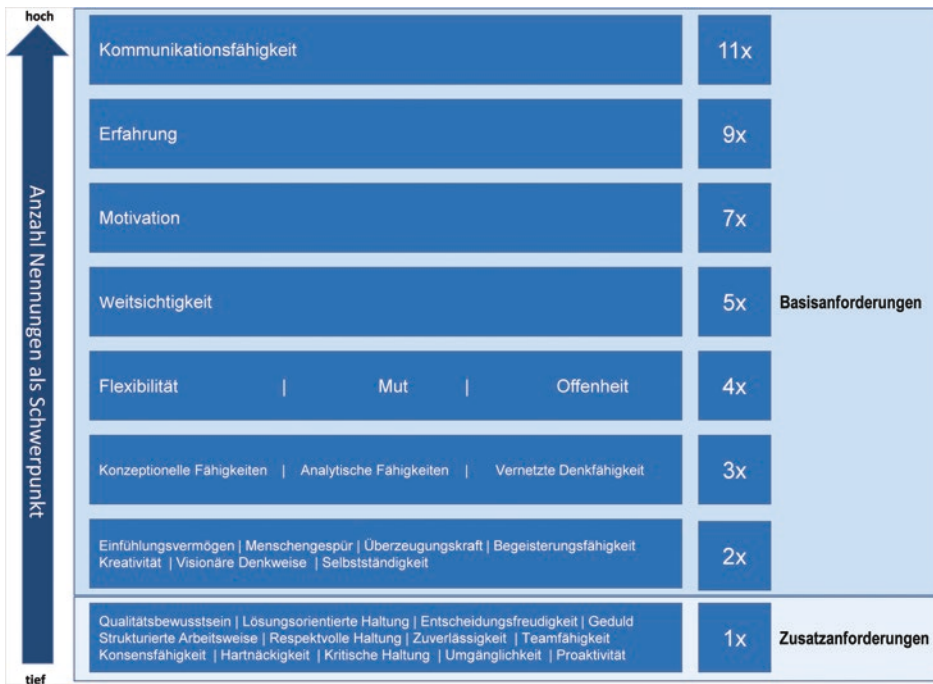 hoch
Anzahl Nennungen als Schwerpunkt
Kommunikationsfähigkeit 11x
Erfahrung 9x
Motivation 7x
Weitsichtigkeit 5x
Basisanforderungen
Flexibilität | Mut | Offenheit 4x
Konzeptionelle Fähigkeiten | Analytische Fähigkeiten | Vernetzte Denkfähigkeit 3x
Einfühlungsvermögen | Menschengespür | Überzeugungskraft | Begeisterungsfähigkeit
Kreativität | Visionäre Denkweise | Selbstständigkeit
2x
Qualitätsbewusstsein | Lösungsorientierte Haltung | Entscheidungsfreudigkeit | Geduld
Strukturierte Arbeitsweise | Respektvolle Haltung | Zuverlässigkeit | Teamfähigkeit
Konsensfähigkeit | Hartnäckigkeit | Kritische Haltung | Umgänglichkeit | Proaktivität
1x
Zusatzanforderungen
tief